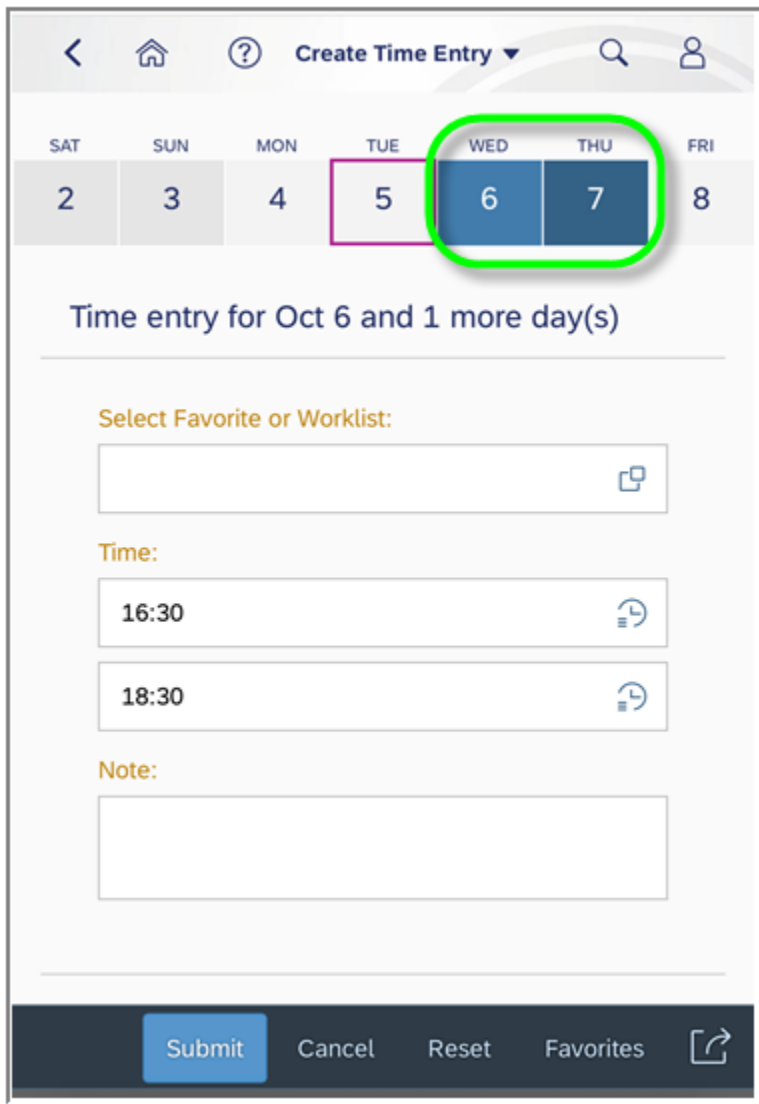 Create Time Entry
SAT SUN MON TUE WED THU FRI
2 3 4 5 6 7 8
Time entry for Oct 6 and 1 more day(s)
Select Favorite or Worklist:
Time:
16:30
18:30
Note:
Submit Cancel Reset Favorites